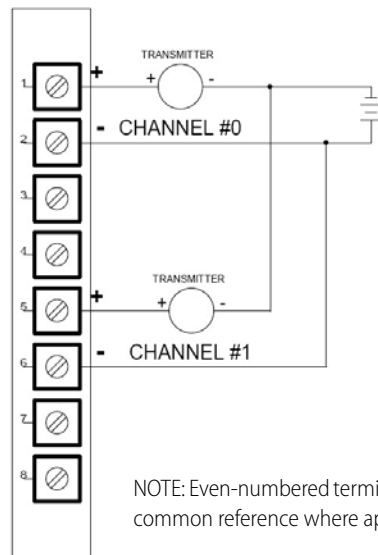 TRANSMITTER
1
+
+
-
2
-
CHANNEL #0
3
4
TRANSMITTER
5
+
+
-
6
-
CHANNEL #1
7
8
NOTE: Even-numbered
common reference where